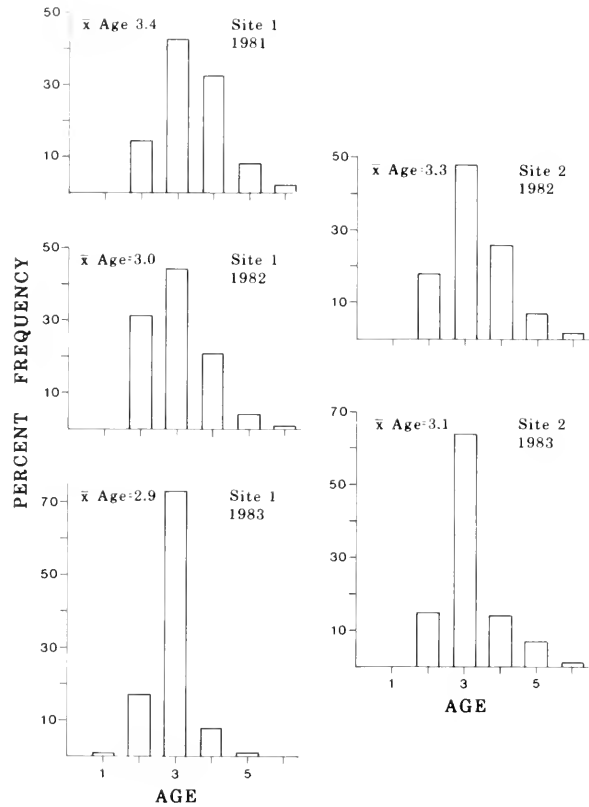 PERCENT FREQUENCY
50
30
10
x̄ Age 3.4
Site 1
1981
50
30
10
x̄ Age=3.0
Site 1
1982
70
50
30
10
x̄ Age=2.9
Site 1
1983
1 3 5
AGE
50
30
10
x̄ Age=3.3
Site 2
1982
70
50
30
10
x̄ Age=3.1
Site 2
1983
1 3 5
AGE